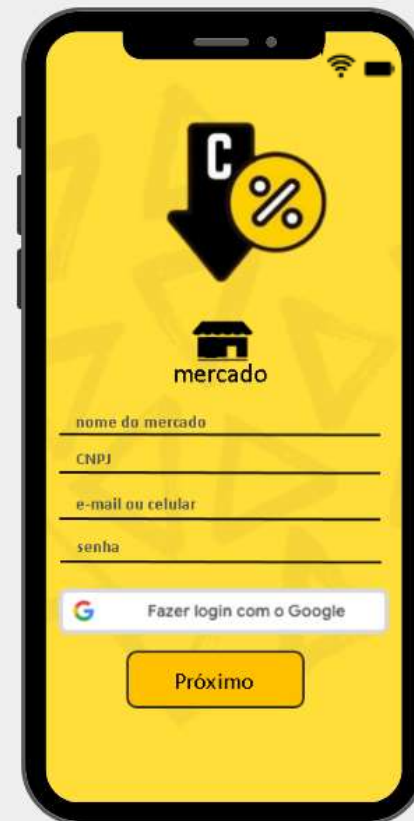 C
%
mercado
nome do mercado
CNPJ
e-mail ou celular
senha
G Fazer login com o Google
Próximo